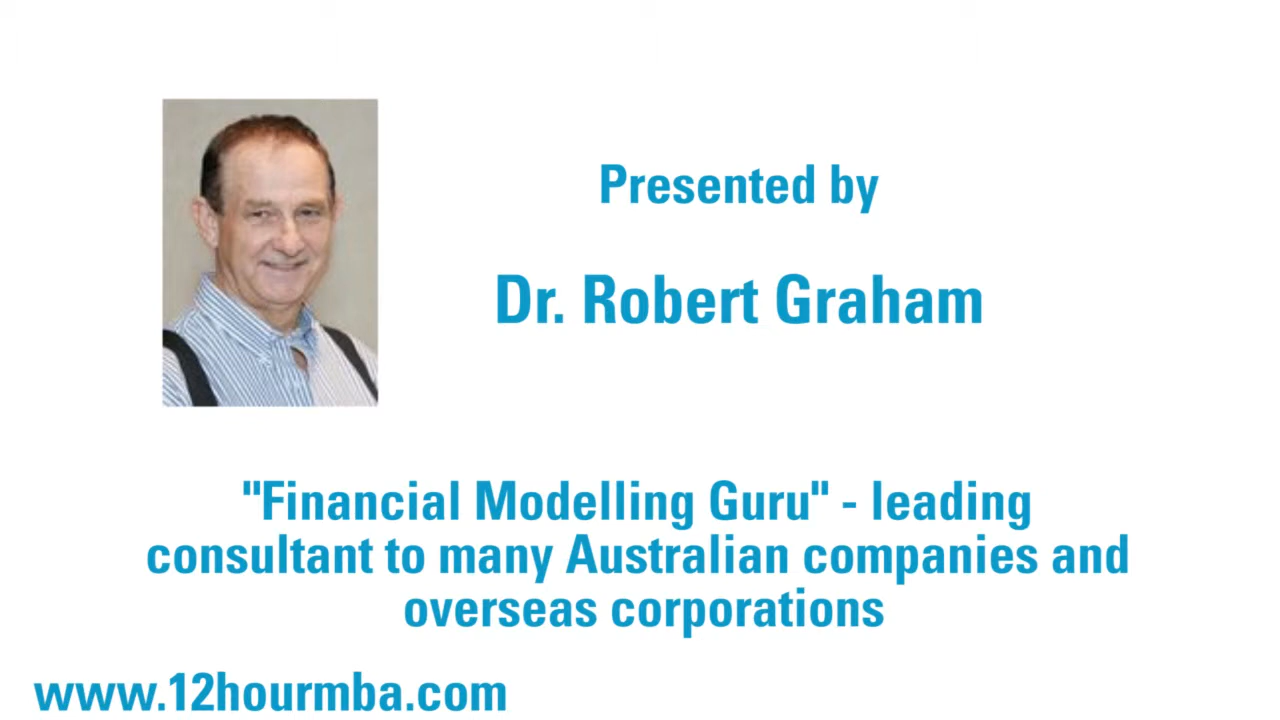 Presented by
Dr. Robert Graham
"Financial Modelling Guru" - leading
consultant to many Australian companies and
overseas corporations
www.12hourmba.com